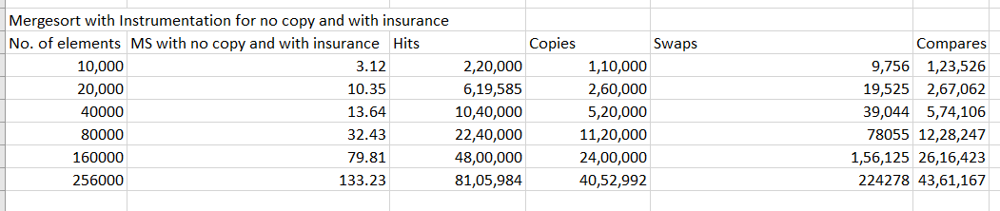 Mergesort with Instrumentation for no copy and with insurance
No. of elements MS with no copy and with insurance Hits Copies Swaps Compares
10,000 3.12 2,20,000 1,10,000 9,756 1,23,526
20,000 10.35 6,19,585 2,60,000 19,525 2,67,062
40000 13.64 10,40,000 5,20,000 39,044 5,74,106
80000 32.43 22,40,000 11,20,000 78055 12,28,247
160000 79.81 48,00,000 24,00,000 1,56,125 26,16,423
256000 133.23 81,05,984 40,52,992 224278 43,61,167